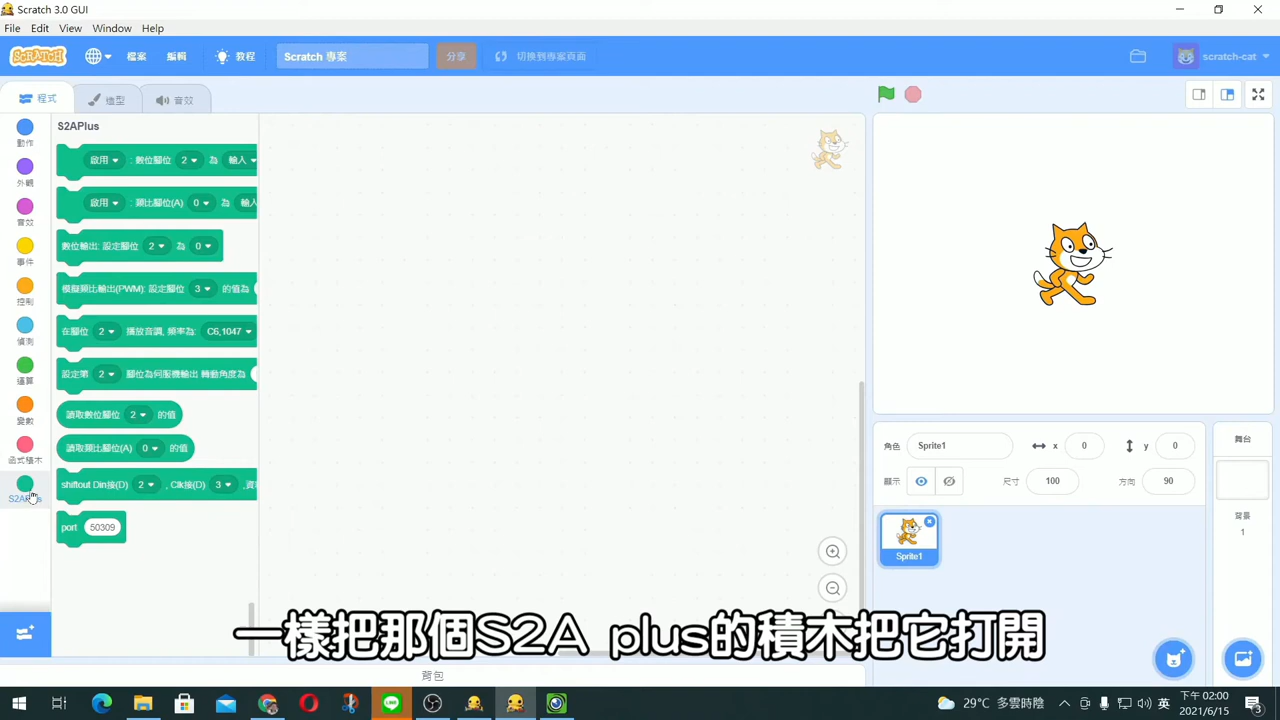 Scratch 3.0 GUI
File Edit View Window Help
SCRATCH 檔案 編輯 教程 Scratch 專案 分享 切換到專案頁面 scratch-cat
程式 造型 音效
動作
外觀
音效
事件
控制
偵測
運算
變數
函式積木
S2APlus
S2APlus
啟用 : 數位腳位 2 為 輸入
啟用 : 類比腳位(A) 0 為 輸入
數位輸出: 設定腳位 2 為 0
模擬類比輸出(PWM): 設定腳位 3 的值為
在腳位 2 播放音調, 頻率為: C6,1047
設定第 2 腳位為伺服機輸出 轉動角度為
讀取數位腳位 2 的值
讀取類比腳位(A) 0 的值
shiftout Din接(D) 2 , Clk接(D) 3 ,資
port 50309
角色 Sprite1 x 0 y 0
顯示 尺寸 100 方向 90
Sprite1
舞台
背景
1
一樣把那個S2A plus的積木把它打開
背包
29°C 多雲時陰 英 下午 02:00
2021/6/15
3